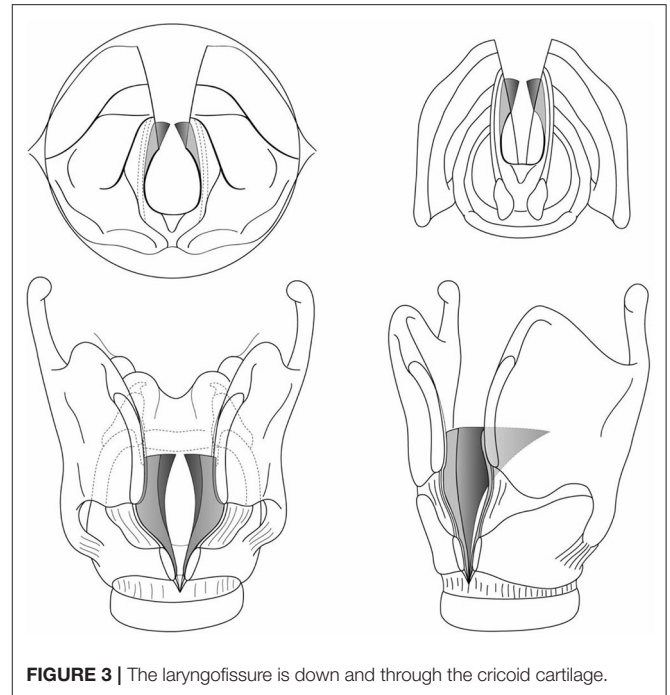 FIGURE 3 | The laryngofissure is down and through the cricoid cartilage.